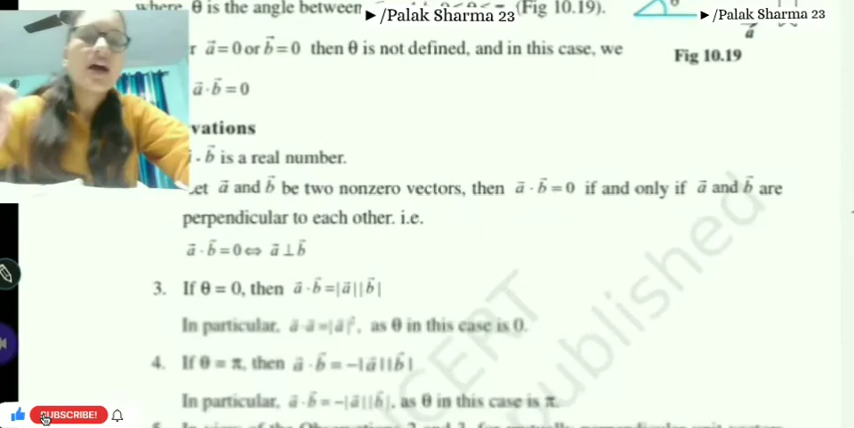 where, θ is the angle between
▶ /Palak Sharma 23
(Fig 10.19).
θ
▶ /Palak Sharma 23
a⃗
r a⃗ = 0 or b⃗ = 0 then θ is not defined, and in this case, we
Fig 10.19
a⃗ · b⃗ = 0
vations
. b⃗ is a real number.
et a⃗ and b⃗ be two nonzero vectors, then a⃗ · b⃗ = 0 if and only if a⃗ and b⃗ are
perpendicular to each other. i.e.
a⃗ · b⃗ = 0 ⇔ a⃗ ⊥ b⃗
3. If θ = 0, then a⃗ · b⃗ = |a⃗| |b⃗|
In particular, a⃗ · a⃗ = |a⃗|², as θ in this case is 0.
4. If θ = π, then a⃗ · b⃗ = −|a⃗| |b⃗|
In particular, a⃗ · b⃗ = −|a⃗| |b⃗|, as θ in this case is π.
SUBSCRIBE!
NCERT
published